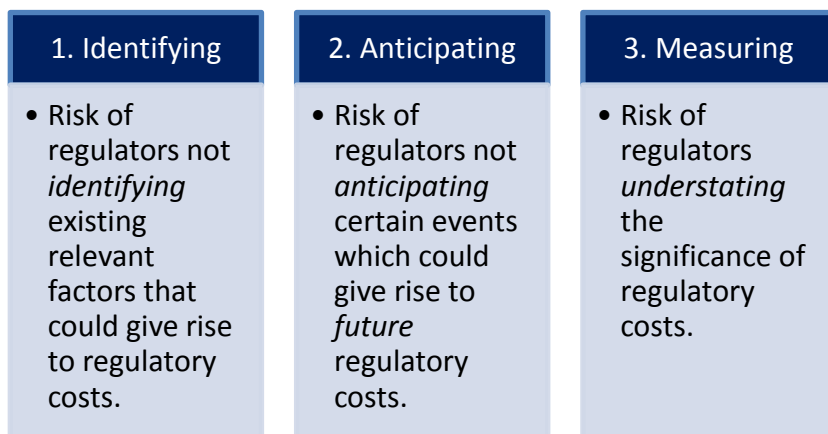 1. Identifying
• Risk of
regulators not
identifying
existing
relevant
factors that
could give rise
to regulatory
costs.
2. Anticipating
• Risk of
regulators not
anticipating
certain events
which could
give rise to
future
regulatory
costs.
3. Measuring
• Risk of
regulators
understating
the
significance of
regulatory
costs.